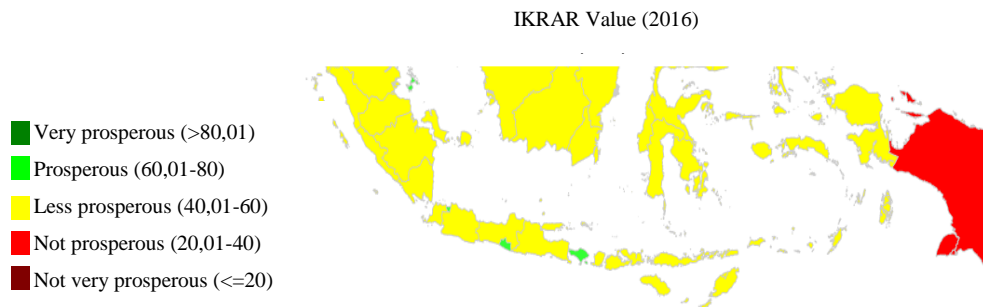 IKRAR Value (2016)
Very prosperous (>80,01)
Prosperous (60,01-80)
Less prosperous (40,01-60)
Not prosperous (20,01-40)
Not very prosperous (<=20)